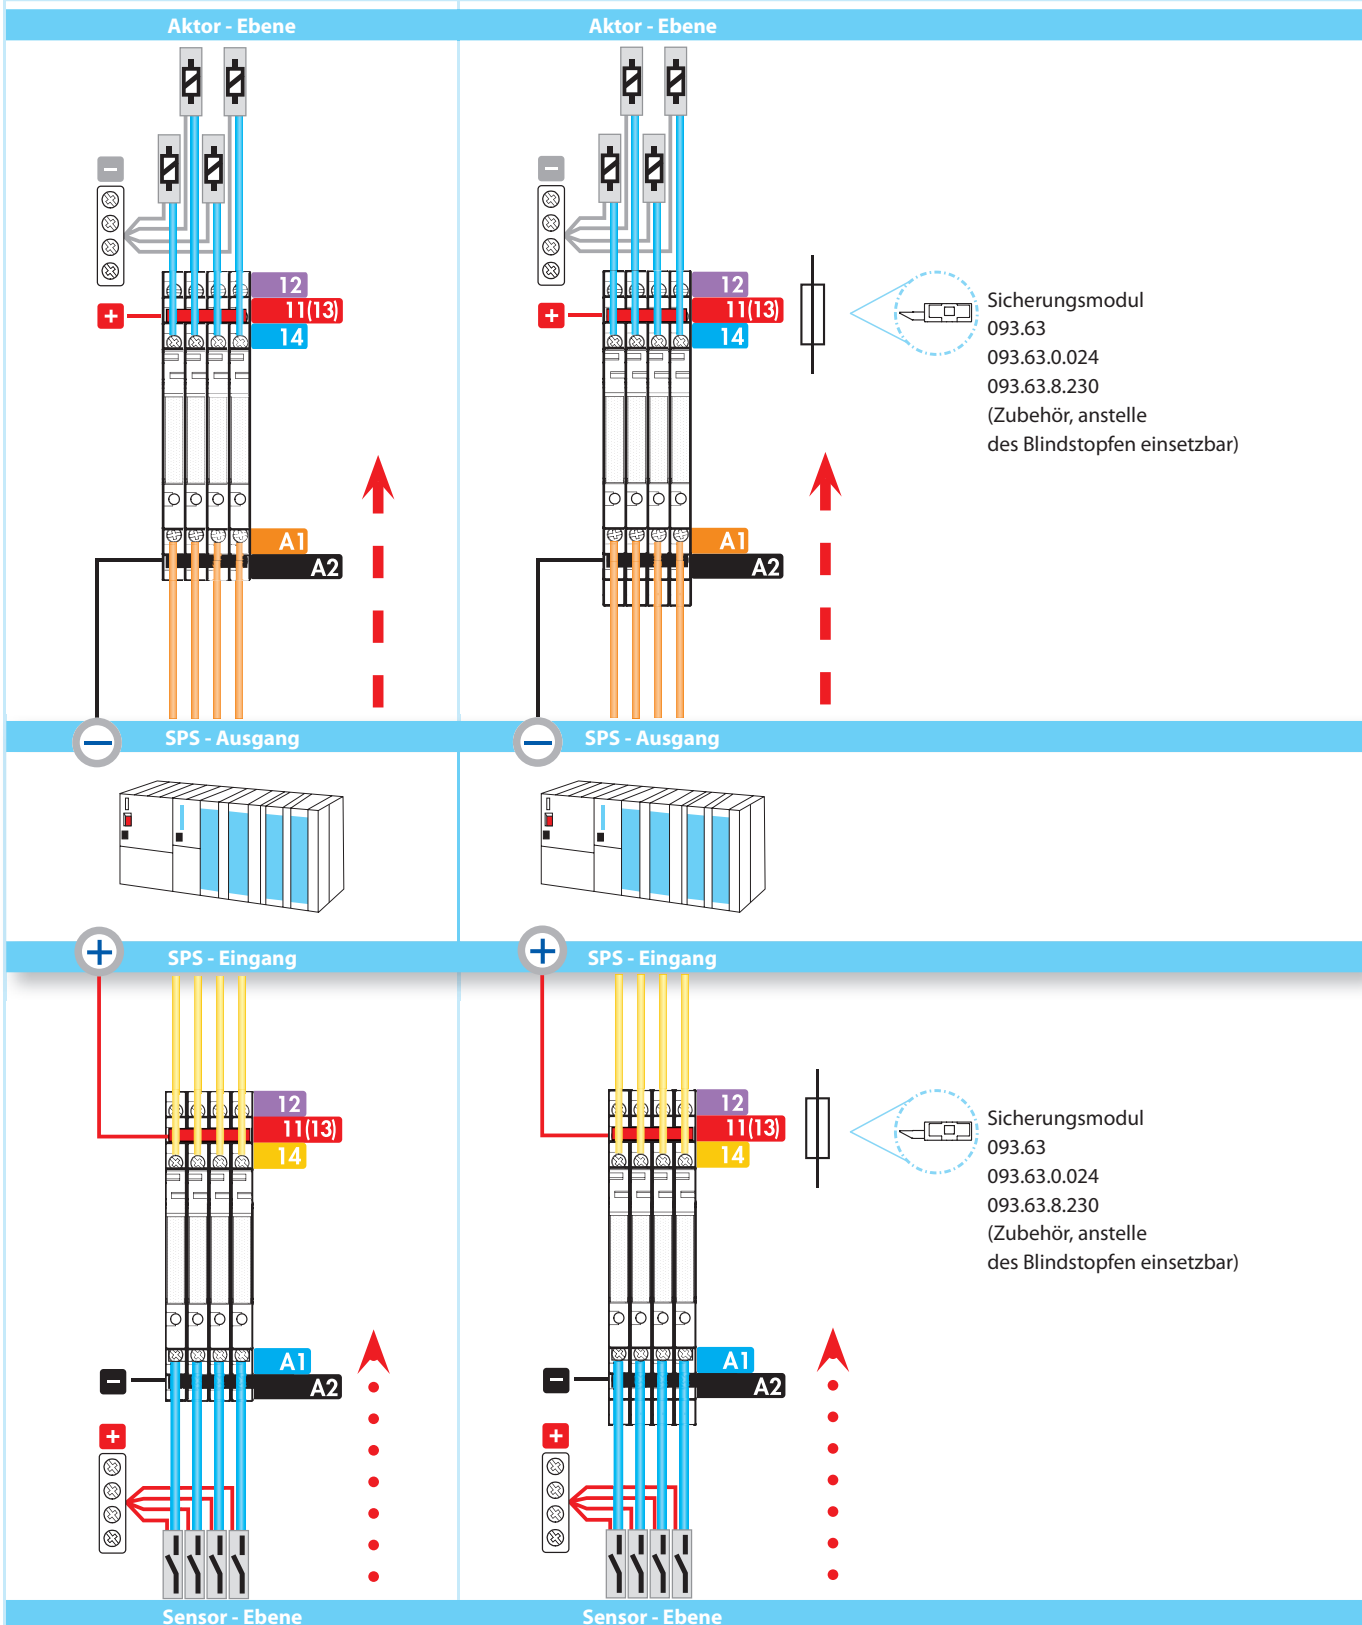 Aktor - Ebene
Aktor - Ebene
12
11(13)
14
A1
A2
12
11(13)
14
A1
A2
Sicherungsmodul
093.63
093.63.0.024
093.63.8.230
(Zubehör, anstelle
des Blindstopfen einsetzbar)
SPS - Ausgang
SPS - Ausgang
SPS - Eingang
SPS - Eingang
12
11(13)
14
A1
A2
12
11(13)
14
A1
A2
Sicherungsmodul
093.63
093.63.0.024
093.63.8.230
(Zubehör, anstelle
des Blindstopfen einsetzbar)
Sensor - Ebene
Sensor - Ebene